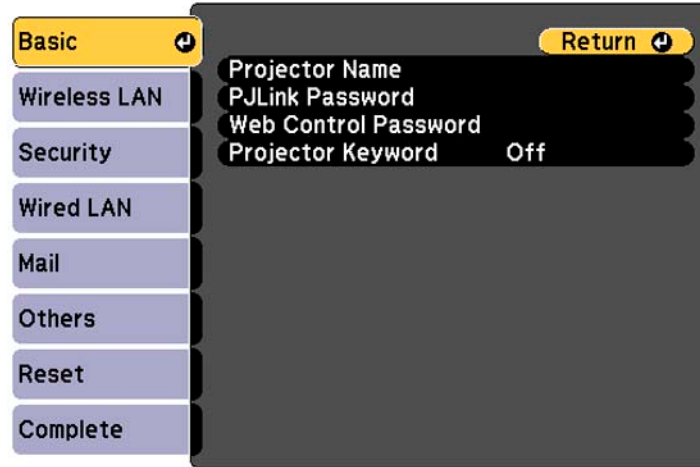 Basic
Wireless LAN
Security
Wired LAN
Mail
Others
Reset
Complete
Return
Projector Name
PJLink Password
Web Control Password
Projector Keyword Off